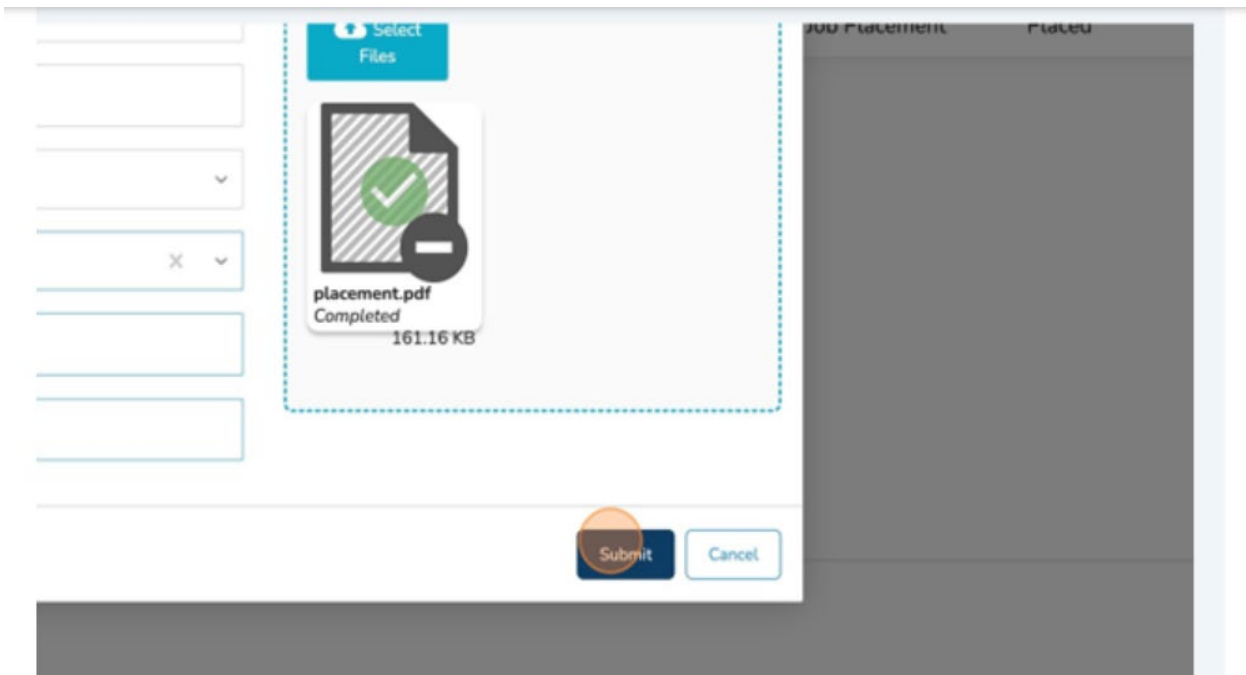 Select
Files
Job Placement
Placed
placement.pdf
Completed
161.16 KB
Submit
Cancel